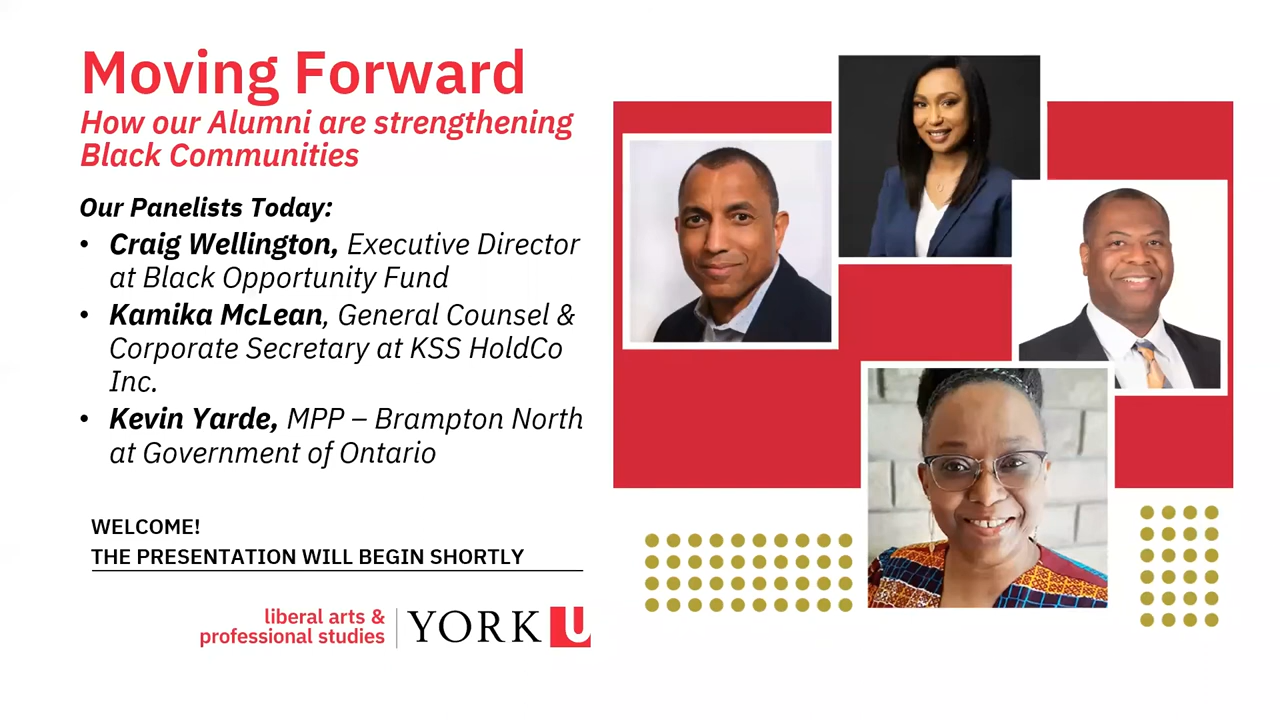 Moving Forward
How our Alumni are strengthening
Black Communities
Our Panelists Today:
• Craig Wellington, Executive Director
at Black Opportunity Fund
• Kamika McLean, General Counsel &
Corporate Secretary at KSS HoldCo
Inc.
• Kevin Yarde, MPP – Brampton North
at Government of Ontario
WELCOME!
THE PRESENTATION WILL BEGIN SHORTLY
liberal arts &
professional studies
YORK U